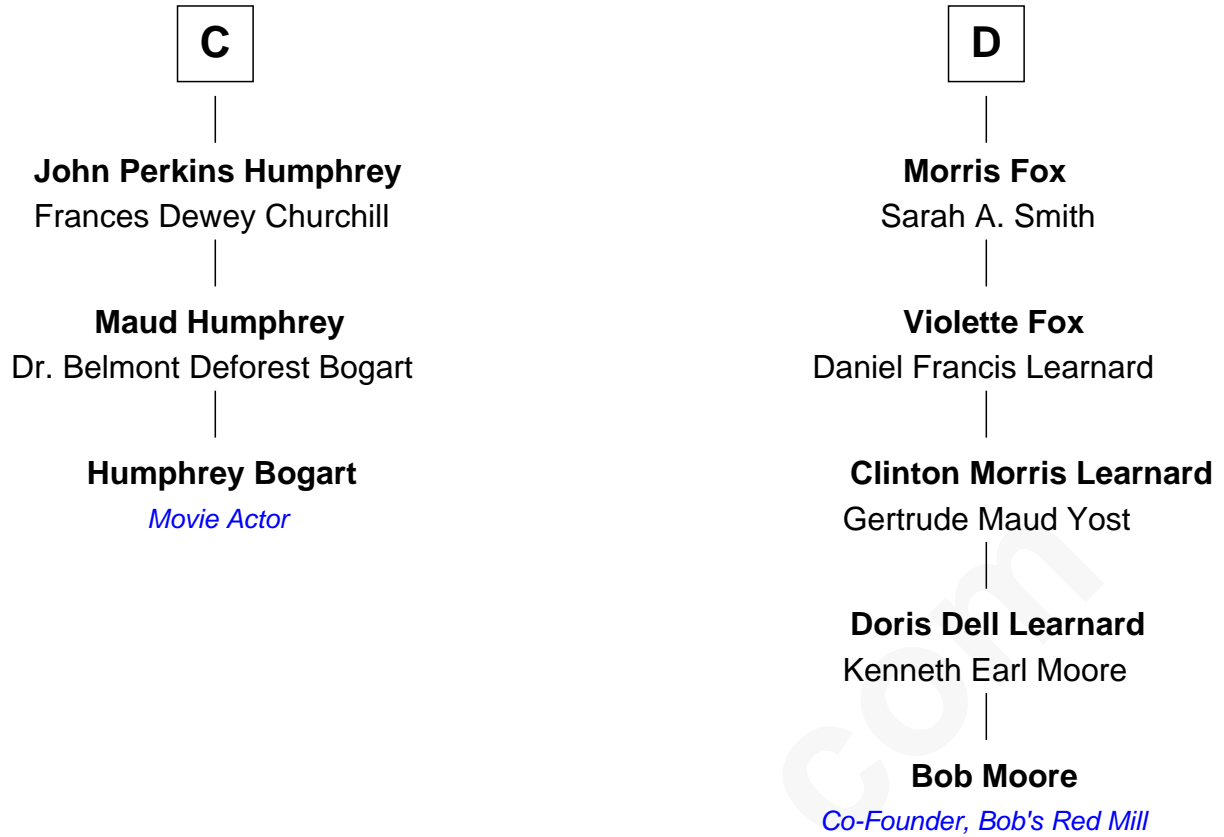 C
John Perkins Humphrey
Frances Dewey Churchill
Maud Humphrey
Dr. Belmont Deforest Bogart
Humphrey Bogart
Movie Actor
D
Morris Fox
Sarah A. Smith
Violette Fox
Daniel Francis Learnard
Clinton Morris Learnard
Gertrude Maud Yost
Doris Dell Learnard
Kenneth Earl Moore
Bob Moore
Co-Founder, Bob's Red Mill
com